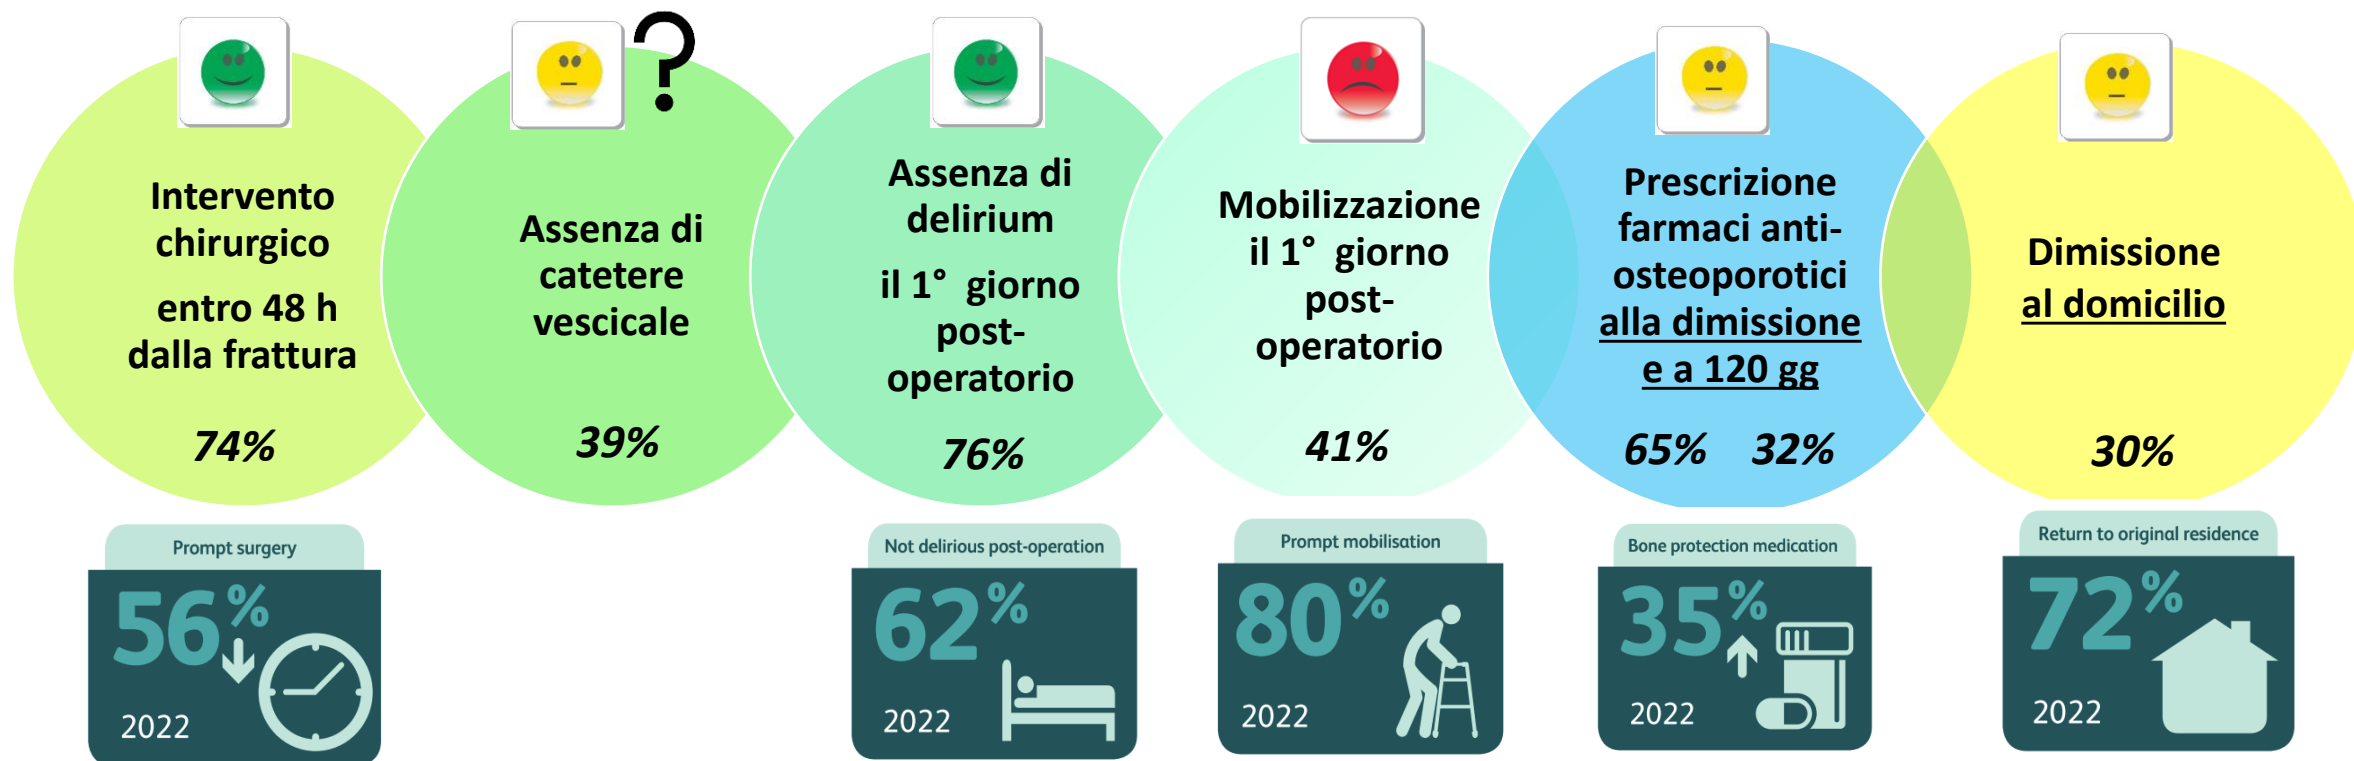 ?
Intervento
chirurgico
entro 48 h
dalla frattura
74%
Assenza di
catetere
vescicale
39%
Assenza di
delirium
il 1° giorno
post-
operatorio
76%
Mobilizzazione
il 1° giorno
post-
operatorio
41%
Prescrizione
farmaci anti-
osteoporotici
alla dimissione
e a 120 gg
65% 32%
Dimissione
al domicilio
30%
Prompt surgery
56%
2022
Not delirious post-operation
62%
2022
Prompt mobilisation
80%
2022
Bone protection medication
35%
2022
Return to original residence
72%
2022